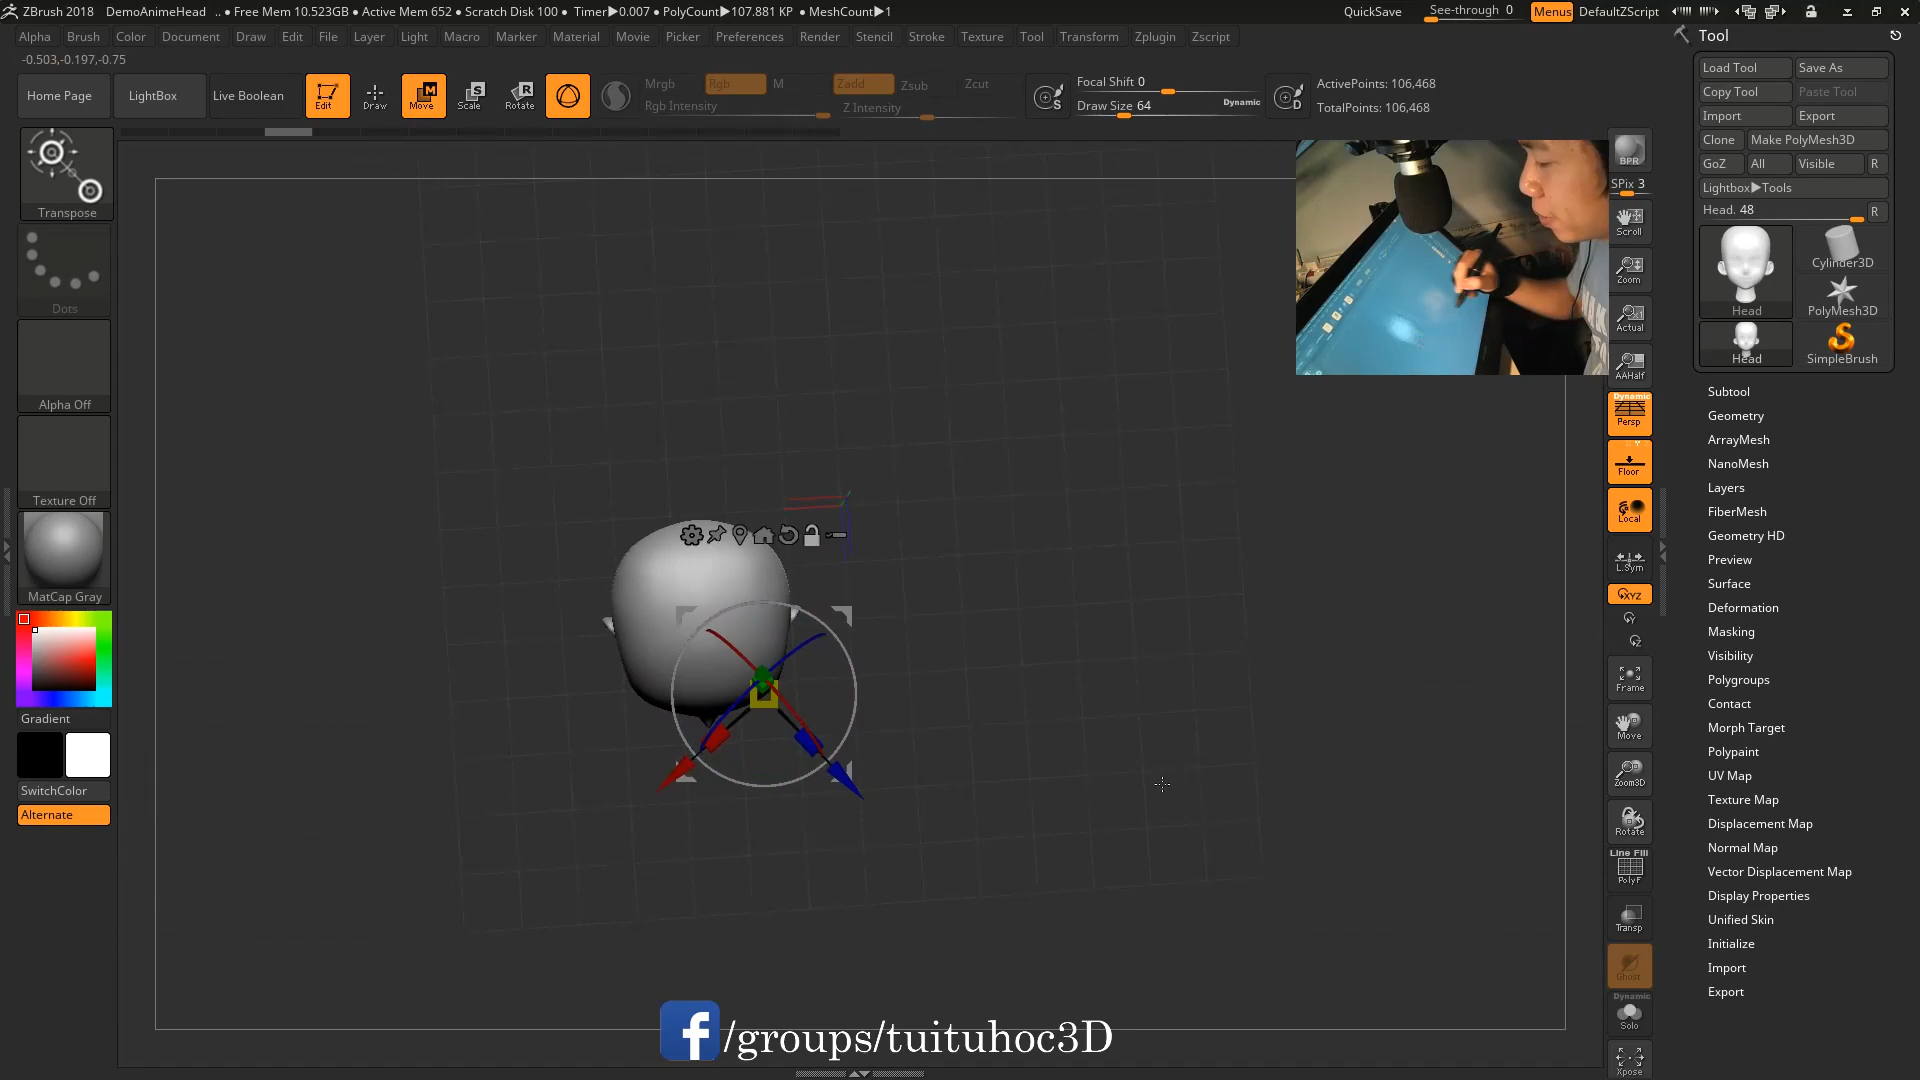 ZBrush 2018 DemoAnimeHead .. ● Free Mem 10.523GB ● Active Mem 652 ● Scratch Disk 100 ● Timer▶0.007 ● PolyCount▶107.881 KP ● MeshCount▶1 QuickSave See-through 0 Menus DefaultZScript
Alpha Brush Color Document Draw Edit File Layer Light Macro Marker Material Movie Picker Preferences Render Stencil Stroke Texture Tool Transform Zplugin Zscript
-0.503,-0.197,-0.75
Home Page LightBox Live Boolean Edit Draw Move Scale Rotate
Mrgb Rgb M Zadd Zsub Zcut
Rgb Intensity Z Intensity
Focal Shift 0
Draw Size 64 Dynamic
ActivePoints: 106,468
TotalPoints: 106,468
Transpose
Dots
Alpha Off
Texture Off
MatCap Gray
Gradient
SwitchColor
Alternate
BPR
SPix 3
Scroll
Zoom
Actual
AAHalf
Dynamic
Persp
Floor
Local
L.Sym
XYZ
Y
Z
Frame
Move
Zoom3D
Rotate
Line Fill
PolyF
Transp
Ghost
Dynamic
Solo
Xpose
Tool
Load Tool Save As
Copy Tool Paste Tool
Import Export
Clone Make PolyMesh3D
GoZ All Visible R
Lightbox▶Tools
Head. 48 R
Head Cylinder3D
PolyMesh3D
Head SimpleBrush
Subtool
Geometry
ArrayMesh
NanoMesh
Layers
FiberMesh
Geometry HD
Preview
Surface
Deformation
Masking
Visibility
Polygroups
Contact
Morph Target
Polypaint
UV Map
Texture Map
Displacement Map
Normal Map
Vector Displacement Map
Display Properties
Unified Skin
Initialize
Import
Export
f/groups/tuituhoc3D